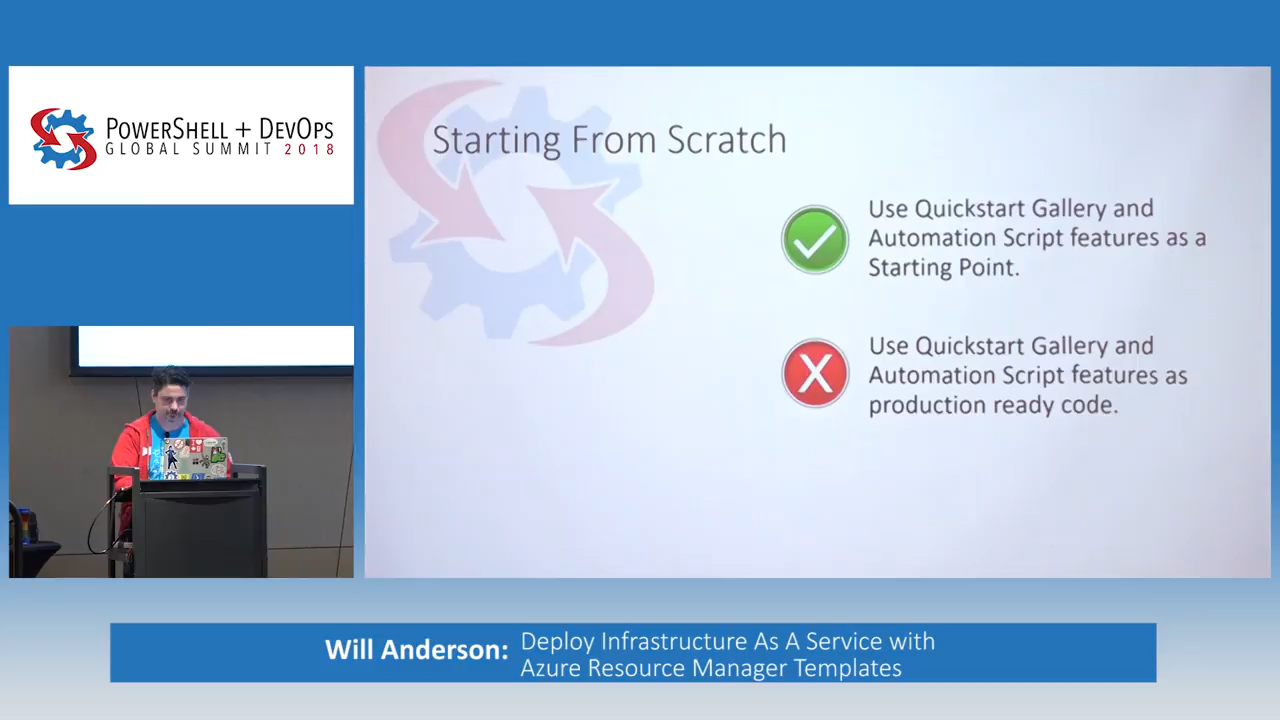 POWERSHELL + DEVOPS
GLOBAL SUMMIT 2018
Starting From Scratch
Use Quickstart Gallery and
Automation Script features as a
Starting Point.
X
Use Quickstart Gallery and
Automation Script features as
production ready code.
Will Anderson:
Deploy Infrastructure As A Service with
Azure Resource Manager Templates